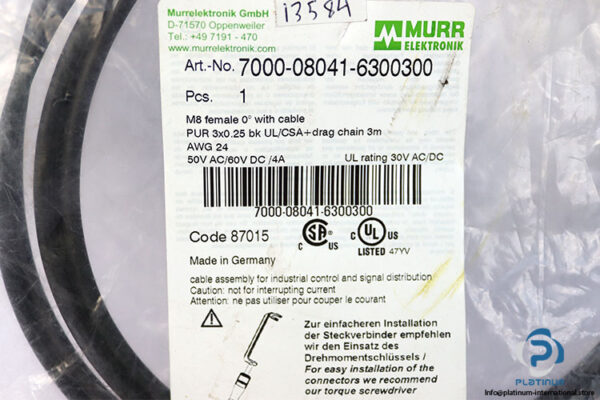 Murrelektronik GmbH
D-71570 Oppenweiler
Tel.: +49 7191 - 470
www.murrelektronik.com
13584
MURR
ELEKTRONIK
Art.-No. 7000-08041-6300300
Pcs. 1
M8 female 0° with cable
PUR 3x0.25 bk UL/CSA+drag chain 3m
AWG 24
50V AC/60V DC /4A UL rating 30V AC/DC
7000-08041-6300300
Code 87015
C SA US
C UL US
LISTED 47YV
Made in Germany
cable assembly for industrial control and signal distribution
Caution: not for interrupting current
Attention: ne pas utiliser pour couper le courant
Zur einfacheren Installation
der Steckverbinder empfehlen
wir den Einsatz des
Drehmomentschlüssels /
For easy installation of the
connectors we recommend
our torque screwdriver
PLATINUM
Info@platinum-international.store